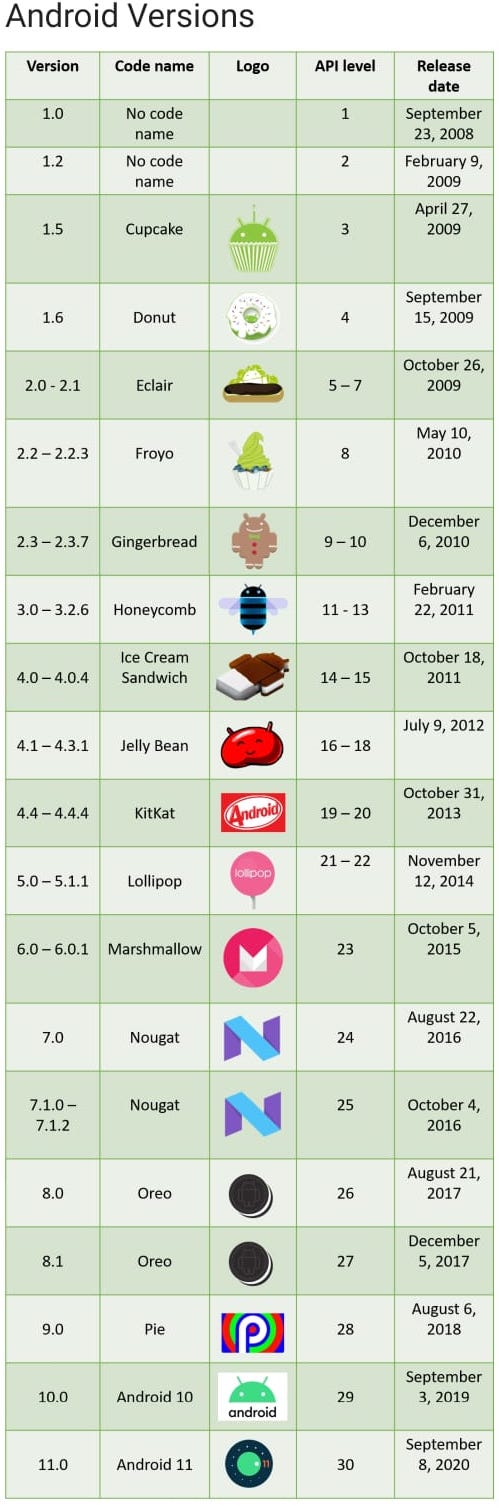 Android Versions
Version Code name Logo API level Release
date
1.0 No code
name 1 September
23, 2008
1.2 No code
name 2 February 9,
2009
1.5 Cupcake 3 April 27,
2009
1.6 Donut 4 September
15, 2009
2.0 - 2.1 Eclair 5 – 7 October 26,
2009
2.2 – 2.2.3 Froyo 8 May 10,
2010
2.3 – 2.3.7 Gingerbread 9 – 10 December
6, 2010
3.0 – 3.2.6 Honeycomb 11 - 13 February
22, 2011
4.0 – 4.0.4 Ice Cream
Sandwich 14 – 15 October 18,
2011
4.1 – 4.3.1 Jelly Bean 16 – 18 July 9, 2012
4.4 – 4.4.4 KitKat Android 19 – 20 October 31,
2013
5.0 – 5.1.1 Lollipop lollipop 21 – 22 November
12, 2014
6.0 – 6.0.1 Marshmallow M 23 October 5,
2015
7.0 Nougat N 24 August 22,
2016
7.1.0 –
7.1.2 Nougat N 25 October 4,
2016
8.0 Oreo 26 August 21,
2017
8.1 Oreo 27 December
5, 2017
9.0 Pie P 28 August 6,
2018
10.0 Android 10 android 29 September
3, 2019
11.0 Android 11 11 30 September
8, 2020